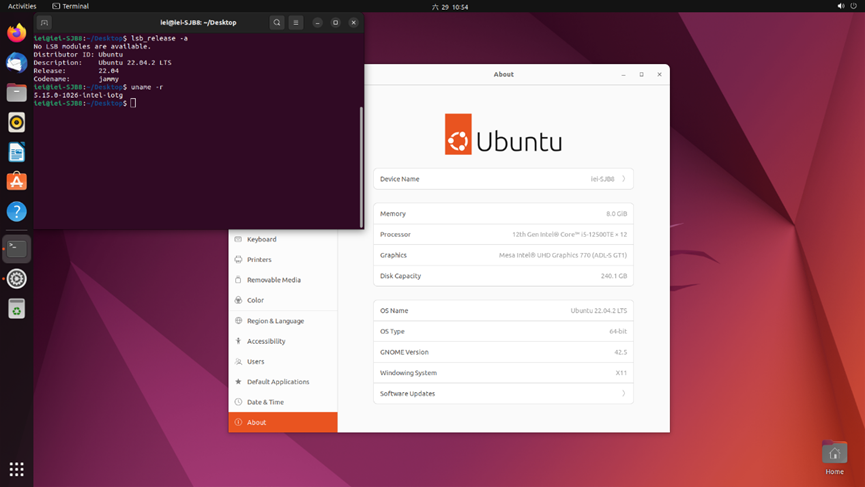 Activities
Terminal
六 29 10:54
iei@iei-SJB8: ~/Desktop
iei@iei-SJB8:~/Desktop$ lsb_release -a
No LSB modules are available.
Distributor ID: Ubuntu
Description: Ubuntu 22.04.2 LTS
Release: 22.04
Codename: jammy
iei@iei-SJB8:~/Desktop$ uname -r
5.15.0-1026-intel-iotg
iei@iei-SJB8:~/Desktop$
About
Ubuntu
Device Name iei-SJB8
Memory 8.0 GiB
Processor 12th Gen Intel® Core™ i5-12500TE × 12
Graphics Mesa Intel® UHD Graphics 770 (ADL-S GT1)
Disk Capacity 240.1 GB
OS Name Ubuntu 22.04.2 LTS
OS Type 64-bit
GNOME Version 42.5
Windowing System X11
Software Updates
Keyboard
Printers
Removable Media
Color
Region & Language
Accessibility
Users
Default Applications
Date & Time
About
Home